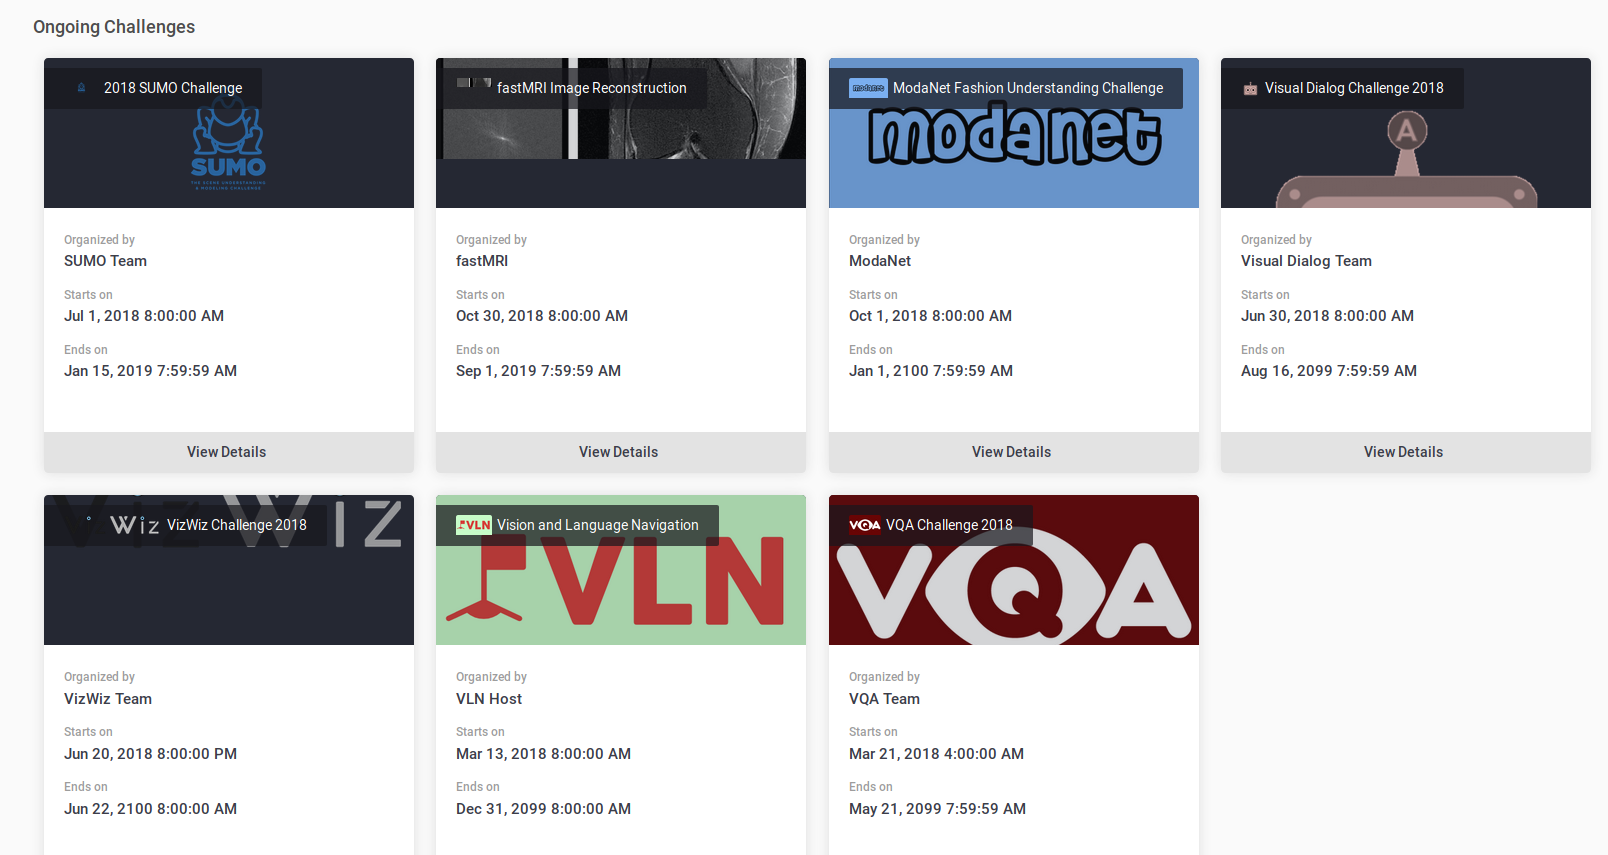 Ongoing Challenges
2018 SUMO Challenge
SUMO
THE SCENE UNDERSTANDING
& MODELING CHALLENGE
Organized by
SUMO Team
Starts on
Jul 1, 2018 8:00:00 AM
Ends on
Jan 15, 2019 7:59:59 AM
View Details
fastMRI Image Reconstruction
Organized by
fastMRI
Starts on
Oct 30, 2018 8:00:00 AM
Ends on
Sep 1, 2019 7:59:59 AM
View Details
modanet ModaNet Fashion Understanding Challenge
modanet
Organized by
ModaNet
Starts on
Oct 1, 2018 8:00:00 AM
Ends on
Jan 1, 2100 7:59:59 AM
View Details
Visual Dialog Challenge 2018
A
Organized by
Visual Dialog Team
Starts on
Jun 30, 2018 8:00:00 AM
Ends on
Aug 16, 2099 7:59:59 AM
View Details
VizWiz
Wiz VizWiz Challenge 2018
Organized by
VizWiz Team
Starts on
Jun 20, 2018 8:00:00 PM
Ends on
Jun 22, 2100 8:00:00 AM
VLN Vision and Language Navigation
VLN
Organized by
VLN Host
Starts on
Mar 13, 2018 8:00:00 AM
Ends on
Dec 31, 2099 8:00:00 AM
VQA VQA Challenge 2018
VQA
Organized by
VQA Team
Starts on
Mar 21, 2018 4:00:00 AM
Ends on
May 21, 2099 7:59:59 AM